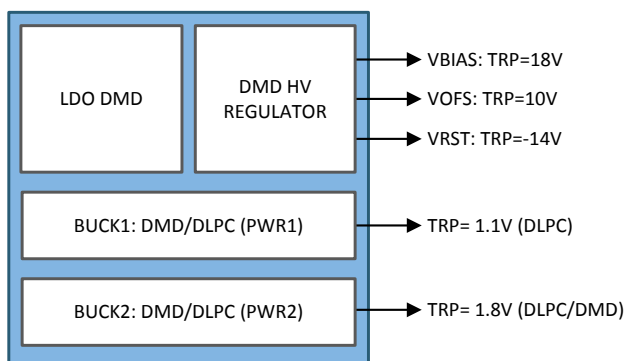 LDO DMD
DMD HV
REGULATOR
VBIAS: TRP=18V
VOFS: TRP=10V
VRST: TRP=-14V
BUCK1: DMD/DLPC (PWR1)
TRP= 1.1V (DLPC)
BUCK2: DMD/DLPC (PWR2)
TRP= 1.8V (DLPC/DMD)